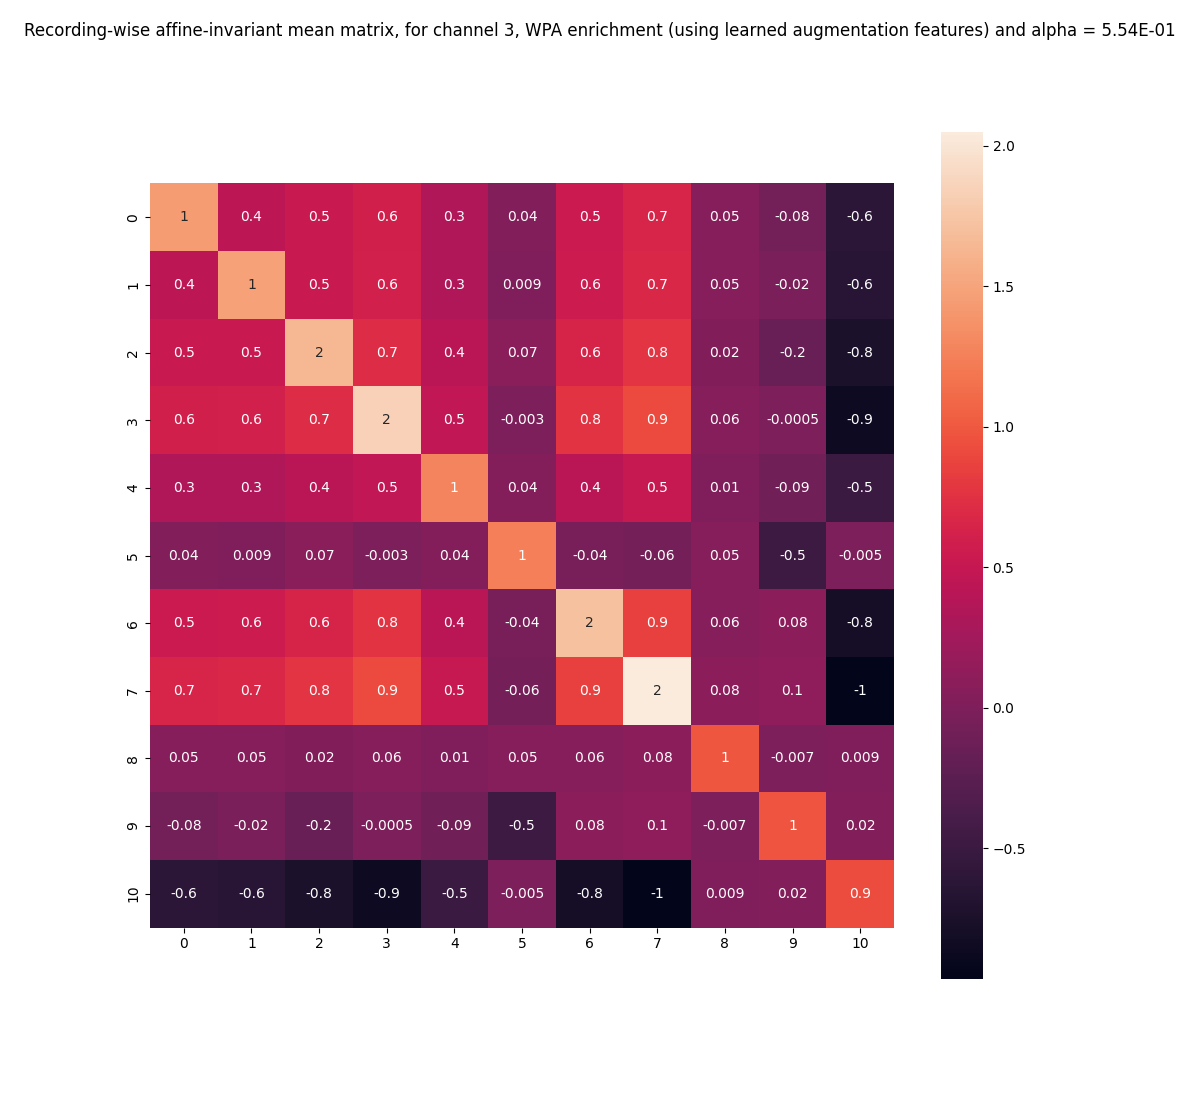 Recording-wise affine-invariant mean matrix, for channel 3, WPA enrichment (using learned augmentation features) and alpha = 5.54E-01
2.0
0 1 0.4 0.5 0.6 0.3 0.04 0.5 0.7 0.05 -0.08 -0.6
1 0.4 1 0.5 0.6 0.3 0.009 0.6 0.7 0.05 -0.02 -0.6
1.5
2 0.5 0.5 2 0.7 0.4 0.07 0.6 0.8 0.02 -0.2 -0.8
3 0.6 0.6 0.7 2 0.5 -0.003 0.8 0.9 0.06 -0.0005 -0.9
1.0
4 0.3 0.3 0.4 0.5 1 0.04 0.4 0.5 0.01 -0.09 -0.5
5 0.04 0.009 0.07 -0.003 0.04 1 -0.04 -0.06 0.05 -0.5 -0.005
0.5
6 0.5 0.6 0.6 0.8 0.4 -0.04 2 0.9 0.06 0.08 -0.8
7 0.7 0.7 0.8 0.9 0.5 -0.06 0.9 2 0.08 0.1 -1
0.0
8 0.05 0.05 0.02 0.06 0.01 0.05 0.06 0.08 1 -0.007 0.009
9 -0.08 -0.02 -0.2 -0.0005 -0.09 -0.5 0.08 0.1 -0.007 1 0.02
−0.5
10 -0.6 -0.6 -0.8 -0.9 -0.5 -0.005 -0.8 -1 0.009 0.02 0.9
0 1 2 3 4 5 6 7 8 9 10